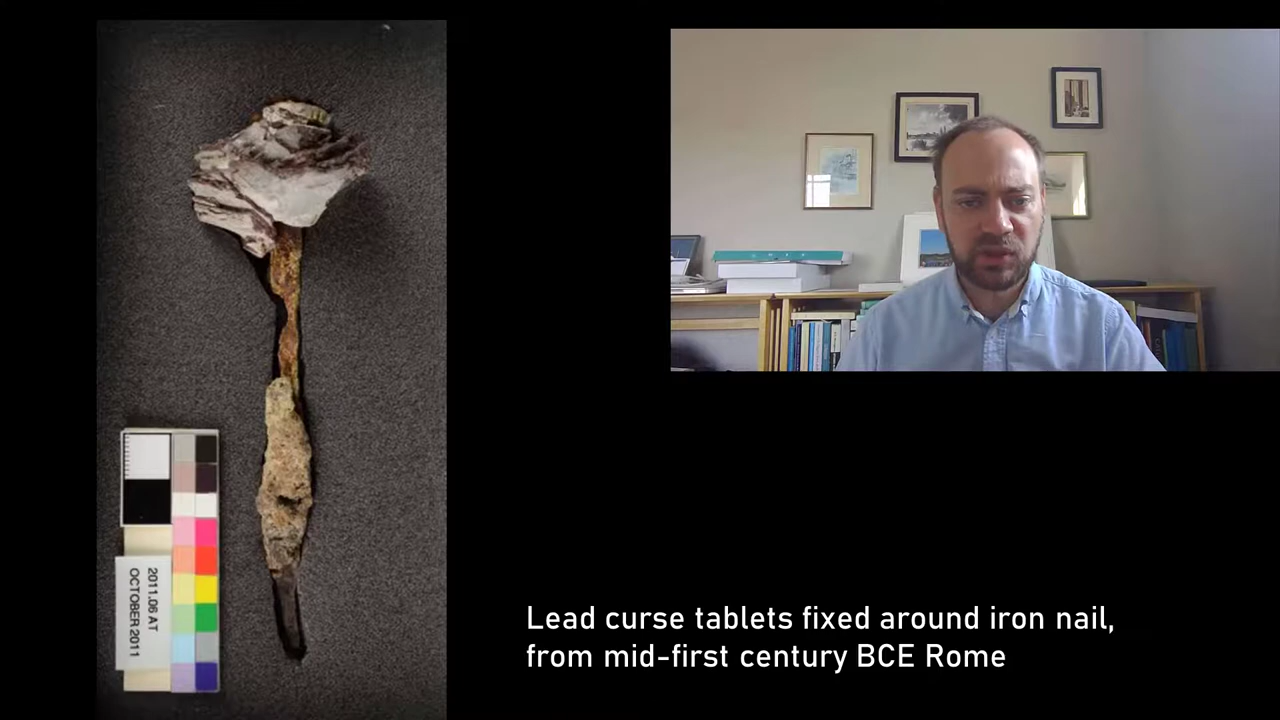 2011.06 AT
OCTOBER 2011
Lead curse tablets fixed around iron nail,
from mid-first century BCE Rome